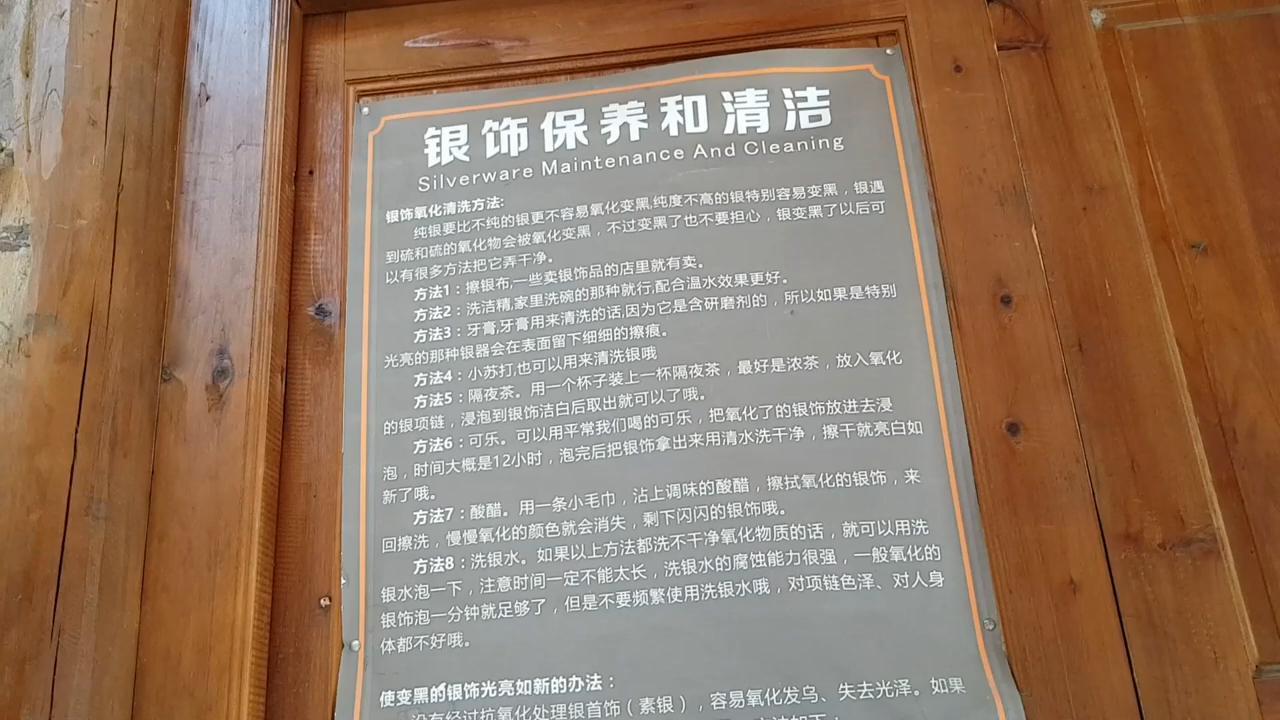 银饰保养和清洁
Silverware Maintenance And Cleaning
银饰氧化清洗方法:
纯银要比不纯的银更不容易氧化变黑,纯度不高的银特别容易变黑，银遇
到硫和硫的氧化物会被氧化变黑，不过变黑了也不要担心，银变黑了以后可
以有很多方法把它弄干净。
方法1：擦银布,一些卖银饰品的店里就有卖。
方法2：洗洁精,家里洗碗的那种就行,配合温水效果更好。
方法3：牙膏,牙膏用来清洗的话,因为它是含研磨剂的，所以如果是特别
光亮的那种银器会在表面留下细细的擦痕。
方法4：小苏打,也可以用来清洗银哦
方法5：隔夜茶。用一个杯子装上一杯隔夜茶，最好是浓茶，放入氧化
的银项链，浸泡到银饰洁白后取出就可以了哦。
方法6：可乐。可以用平常我们喝的可乐，把氧化了的银饰放进去浸
泡，时间大概是12小时，泡完后把银饰拿出来用清水洗干净，擦干就亮白如
新了哦。
方法7：酸醋。用一条小毛巾，沾上调味的酸醋，擦拭氧化的银饰，来
回擦洗，慢慢氧化的颜色就会消失，剩下闪闪的银饰哦。
方法8：洗银水。如果以上方法都洗不干净氧化物质的话，就可以用洗
银水泡一下，注意时间一定不能太长，洗银水的腐蚀能力很强，一般氧化的
银饰泡一分钟就足够了，但是不要频繁使用洗银水哦，对项链色泽、对人身
体都不好哦。
使变黑的银饰光亮如新的办法：
没有经过抗氧化处理银首饰（素银），容易氧化发乌、失去光泽。如果